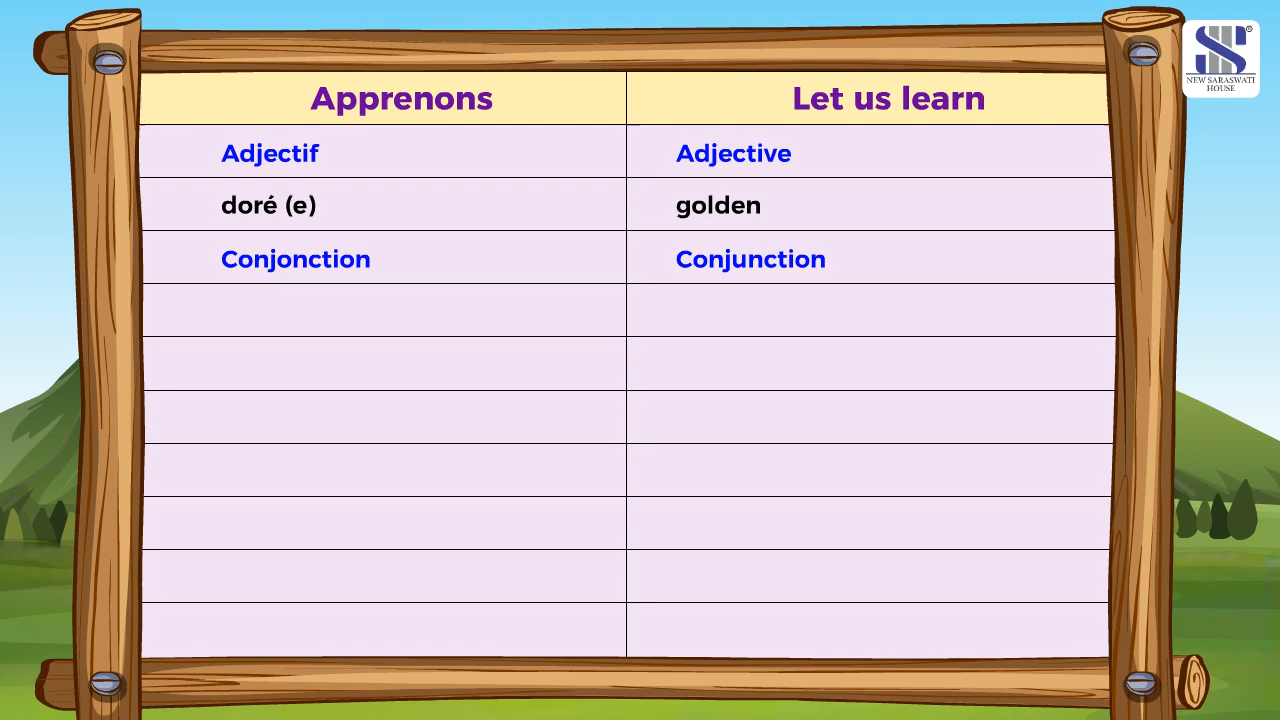 Apprenons Let us learn
Adjectif Adjective
doré (e) golden
Conjonction Conjunction
NEW SARASWATI
HOUSE